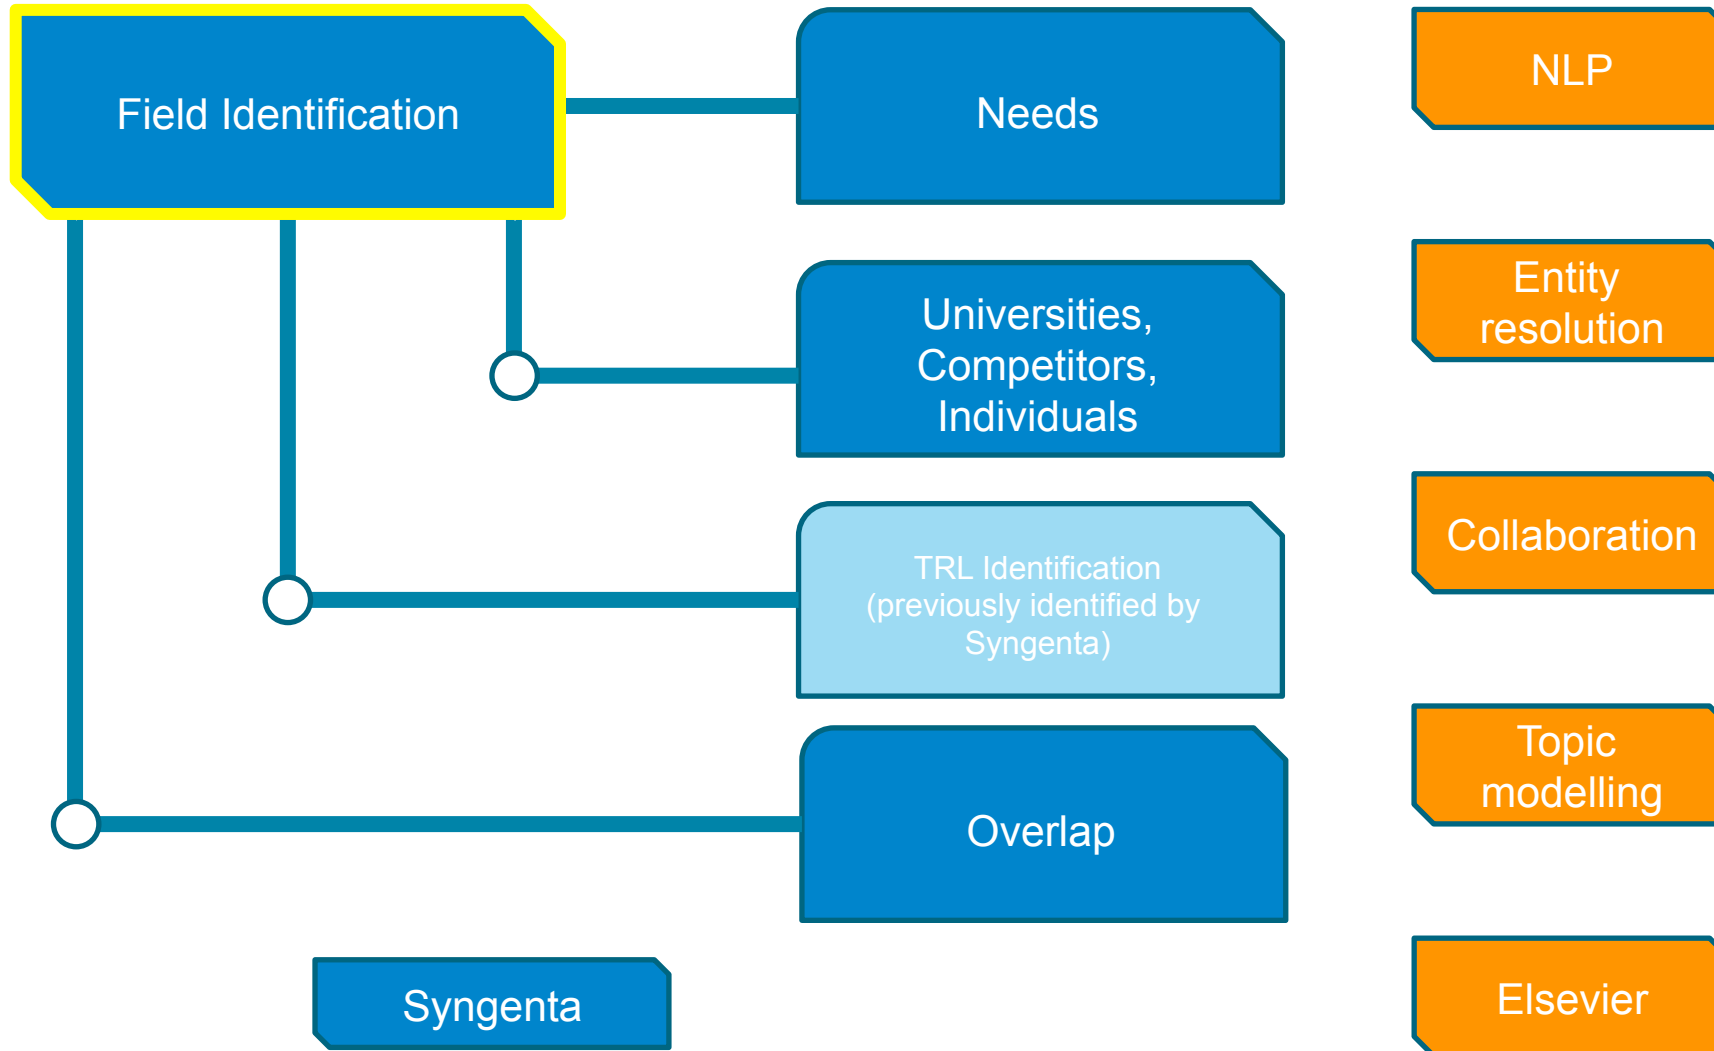 Field Identification
Needs
NLP
Universities,
Competitors,
Individuals
Entity
resolution
TRL Identification
(previously identified by
Syngenta)
Collaboration
Overlap
Topic
modelling
Syngenta
Elsevier